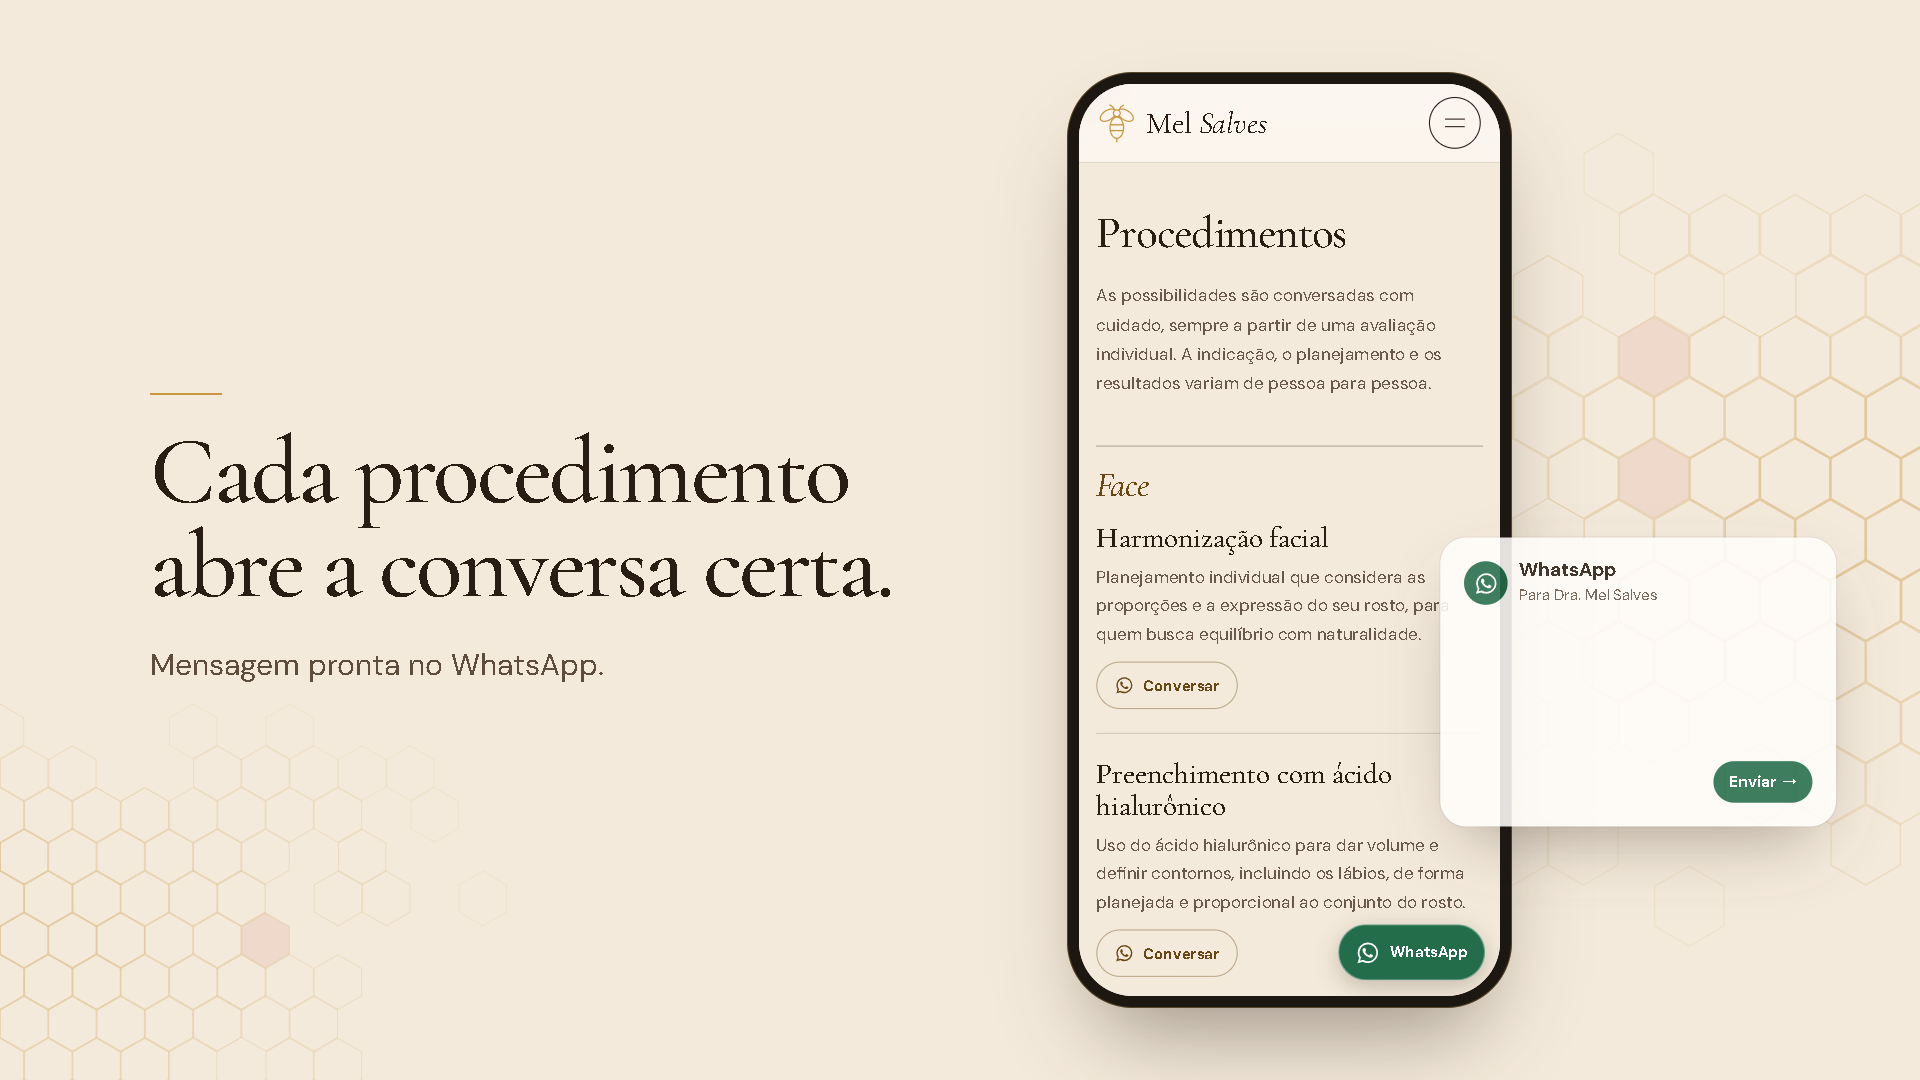 Cada procedimento
abre a conversa certa.
Mensagem pronta no WhatsApp.
Mel Salves
Procedimentos
As possibilidades são conversadas com
cuidado, sempre a partir de uma avaliação
individual. A indicação, o planejamento e os
resultados variam de pessoa para pessoa.
Face
Harmonização facial
Planejamento individual que considera as
proporções e a expressão do seu rosto, para
quem busca equilíbrio com naturalidade.
Conversar
Preenchimento com ácido
hialurônico
Uso do ácido hialurônico para dar volume e
definir contornos, incluindo os lábios, de forma
planejada e proporcional ao conjunto do rosto.
Conversar
WhatsApp
WhatsApp
Para Dra. Mel Salves
Enviar →